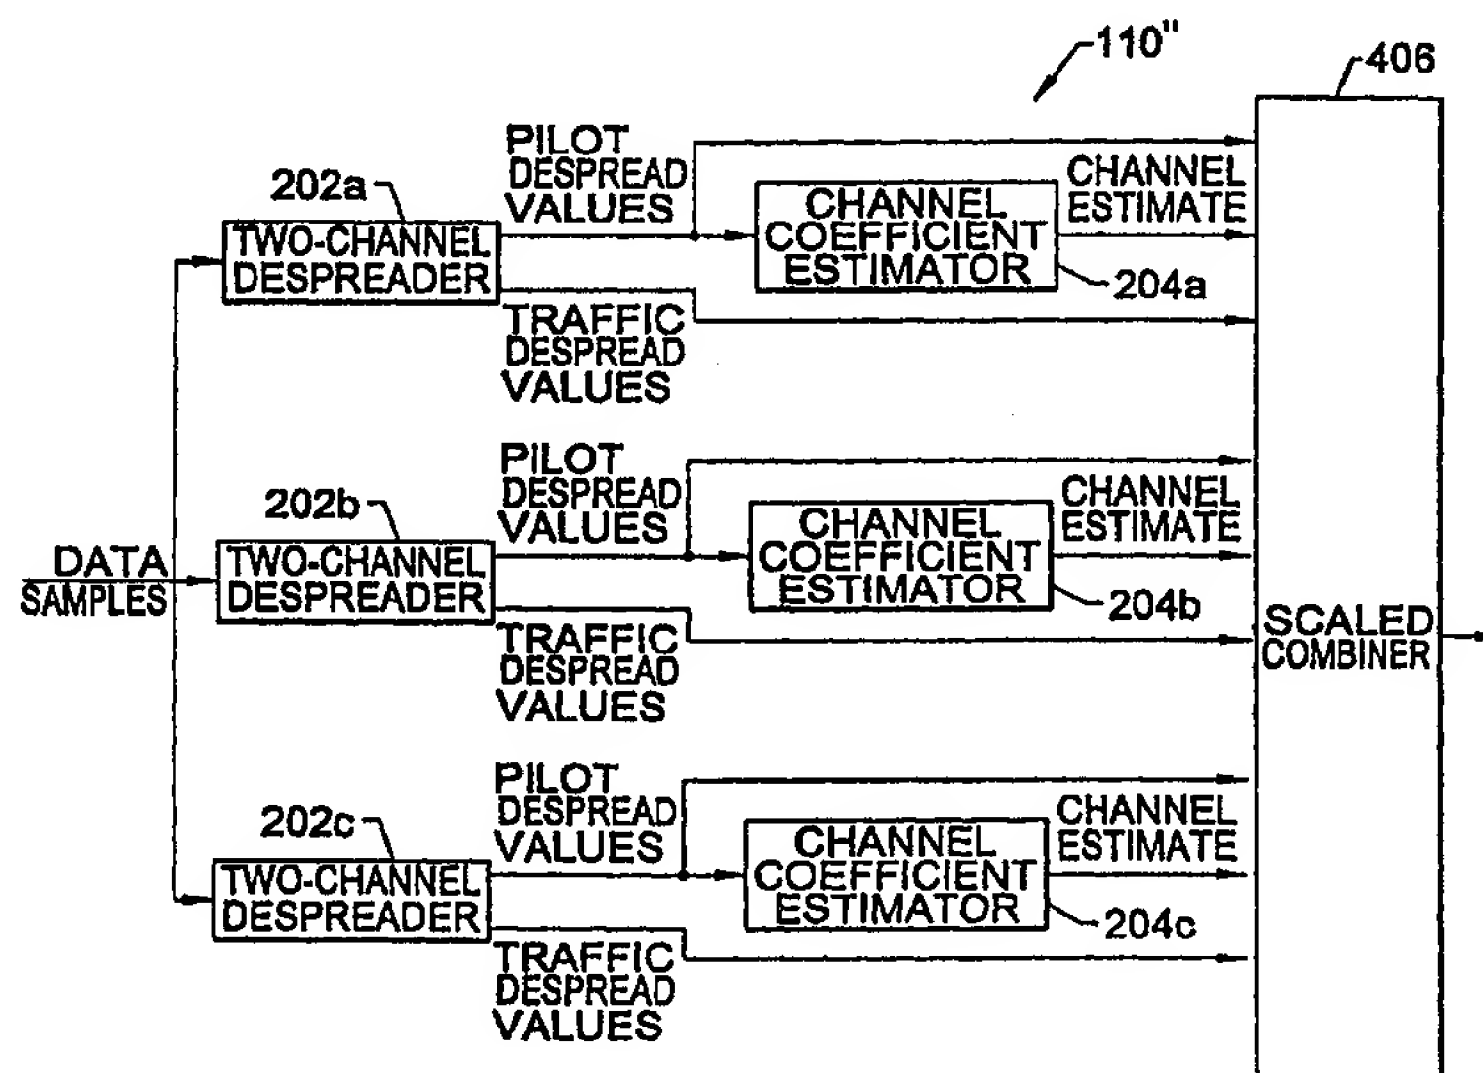 110"
406
PILOT
DESPREAD
VALUES
CHANNEL
ESTIMATE
202a
TWO-CHANNEL
DESPREADER
CHANNEL
COEFFICIENT
ESTIMATOR
204a
TRAFFIC
DESPREAD
VALUES
PILOT
DESPREAD
VALUES
CHANNEL
ESTIMATE
202b
DATA
SAMPLES
TWO-CHANNEL
DESPREADER
CHANNEL
COEFFICIENT
ESTIMATOR
204b
TRAFFIC
DESPREAD
VALUES
SCALED
COMBINER
PILOT
DESPREAD
VALUES
CHANNEL
ESTIMATE
202c
TWO-CHANNEL
DESPREADER
CHANNEL
COEFFICIENT
ESTIMATOR
204c
TRAFFIC
DESPREAD
VALUES